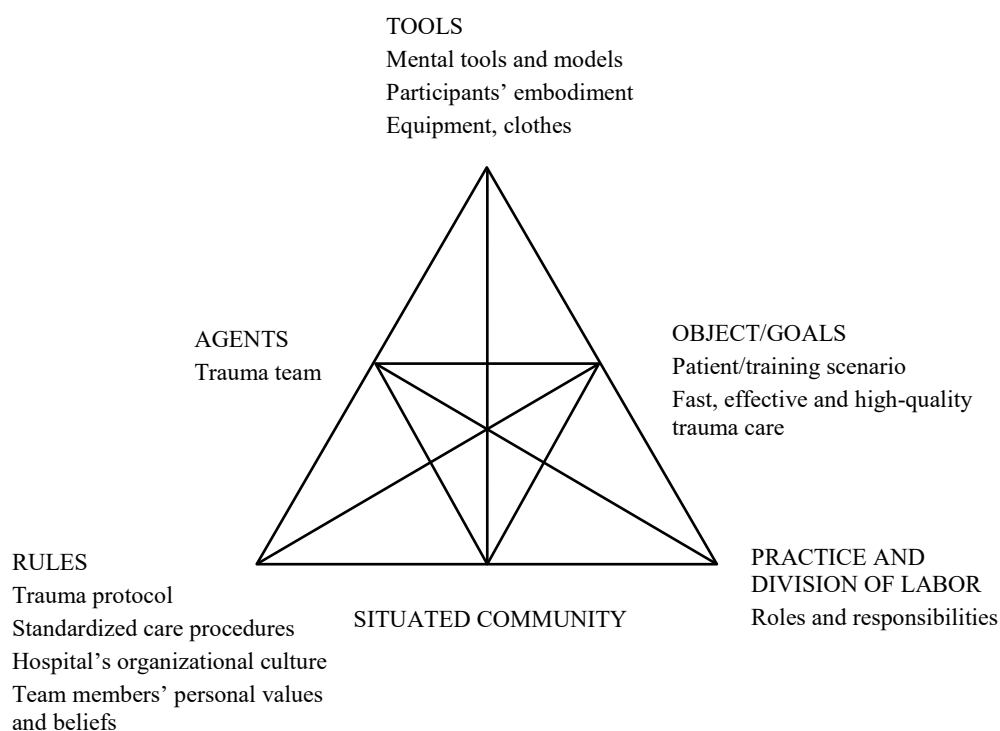 TOOLS
Mental tools and models
Participants’ embodiment
Equipment, clothes
AGENTS
Trauma team
OBJECT/GOALS
Patient/training scenario
Fast, effective and high-quality
trauma care
RULES
Trauma protocol
Standardized care procedures
Hospital’s organizational culture
Team members’ personal values
and beliefs
SITUATED COMMUNITY
PRACTICE AND
DIVISION OF LABOR
Roles and responsibilities